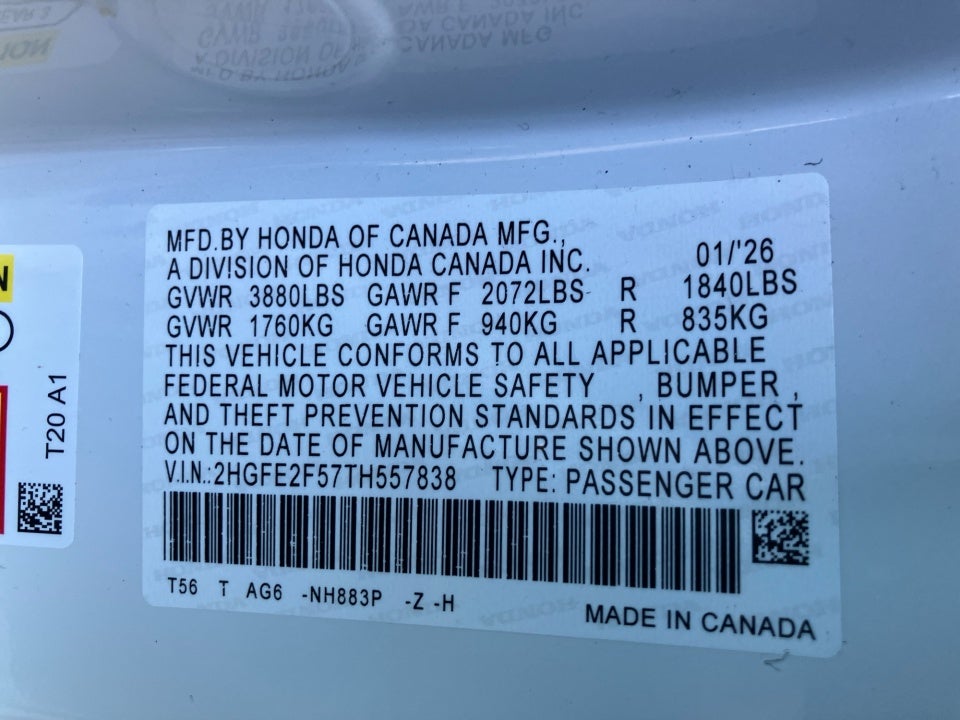 MFD.BY HONDA OF CANADA MFG.,
A DIVISION OF HONDA CANADA INC. 01/'26
GVWR 3880LBS GAWR F 2072LBS R 1840LBS
GVWR 1760KG GAWR F 940KG R 835KG
THIS VEHICLE CONFORMS TO ALL APPLICABLE
FEDERAL MOTOR VEHICLE SAFETY , BUMPER ,
AND THEFT PREVENTION STANDARDS IN EFFECT
ON THE DATE OF MANUFACTURE SHOWN ABOVE.
V.I.N.:2HGFE2F57TH557838 TYPE: PASSENGER CAR
T56 T AG6 -NH883P -Z -H
MADE IN CANADA
T20 A1